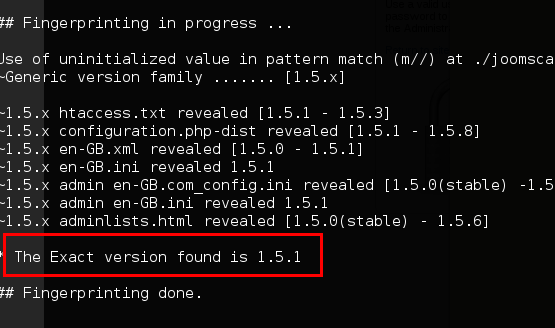 ## Fingerprinting in progress ...
Use of uninitialized value in pattern match (m//) at ./joomsca
~Generic version family ....... [1.5.x]
~1.5.x htaccess.txt revealed [1.5.1 - 1.5.3]
~1.5.x configuration.php-dist revealed [1.5.1 - 1.5.8]
~1.5.x en-GB.xml revealed [1.5.0 - 1.5.1]
~1.5.x en-GB.ini revealed 1.5.1
~1.5.x admin en-GB.com_config.ini revealed [1.5.0(stable) -1.5
~1.5.x admin en-GB.ini revealed 1.5.1
~1.5.x adminlists.html revealed [1.5.0(stable) - 1.5.6]
* The Exact version found is 1.5.1
## Fingerprinting done.